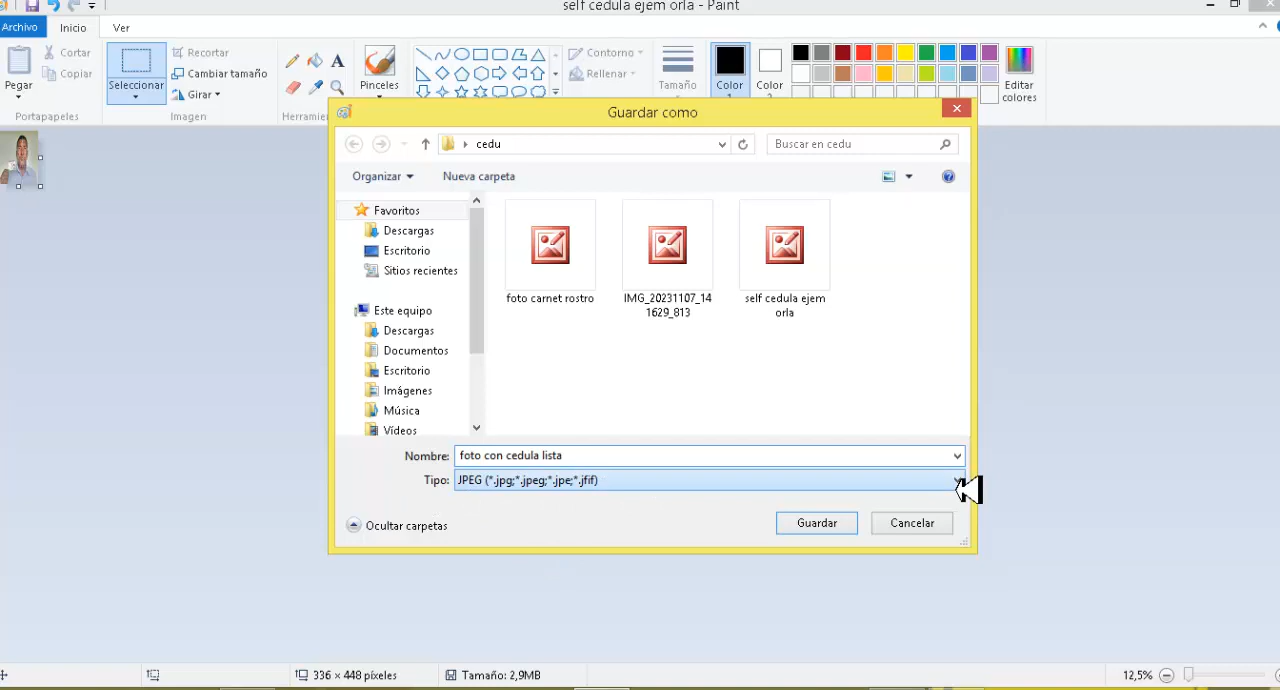 self cedula ejem orla - Paint
Archivo
Inicio
Ver
Pegar
Cortar
Copiar
Portapapeles
Seleccionar
Recortar
Cambiar tamaño
Girar
Imagen
A
Herramie
Pinceles
Contorno
Rellenar
Tamaño
Color
1
Color
2
Editar
colores
Guardar como
cedu
Buscar en cedu
Organizar
Nueva carpeta
Favoritos
Descargas
Escritorio
Sitios recientes
Este equipo
Descargas
Documentos
Escritorio
Imágenes
Música
Vídeos
foto carnet rostro
IMG_20231107_14
1629_813
self cedula ejem
orla
Nombre: foto con cedula lista
Tipo: JPEG (*.jpg;*.jpeg;*.jpe;*.jfif)
Ocultar carpetas
Guardar
Cancelar
336 × 448 píxeles
Tamaño: 2,9MB
12,5%